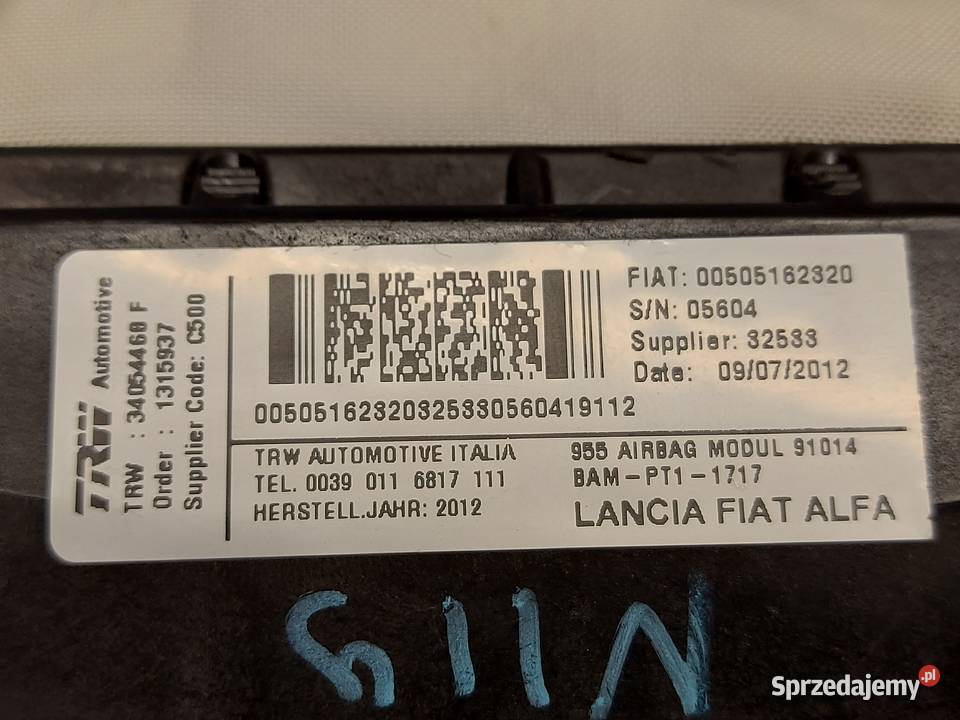 TRW Automotive
TRW : 34054460 F
Order : 1315937
Supplier Code: C500
FIAT: 00505162320
S/N: 05604
Supplier: 32533
Date: 09/07/2012
00505162320325330560419112
TRW AUTOMOTIVE ITALIA
TEL. 0039 011 6817 111
HERSTELL.JAHR: 2012
955 AIRBAG MODUL 91014
BAM-PT1-1717
LANCIA FIAT ALFA
Sprzedajemy.pl